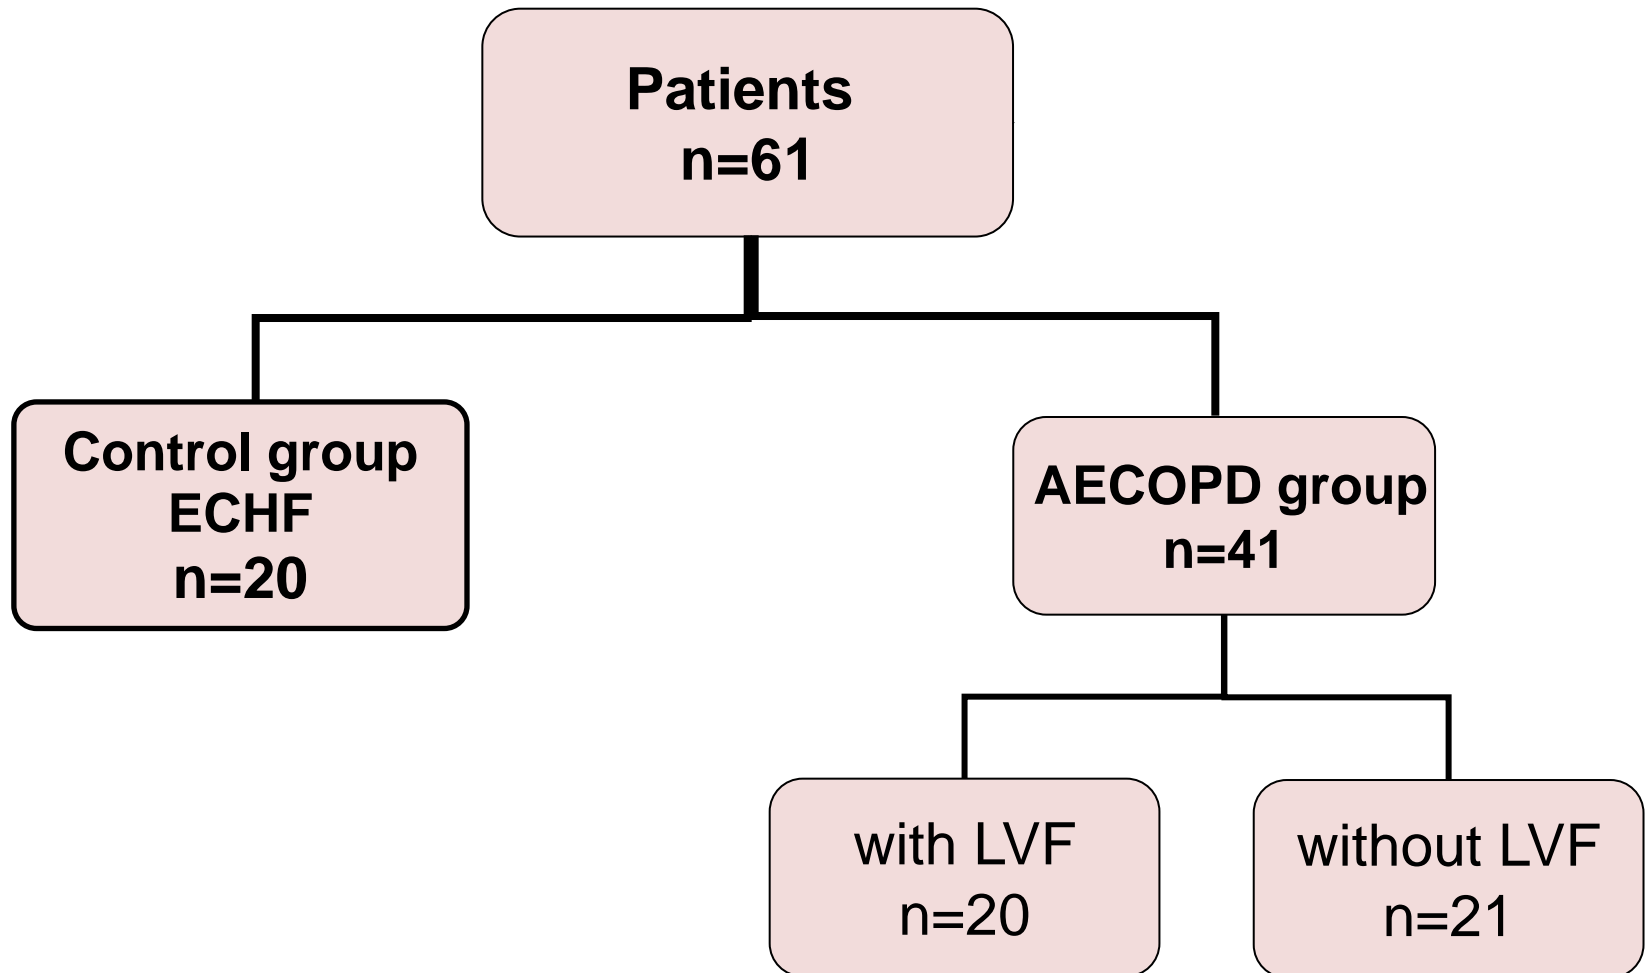 Patients
n=61
Control group
ECHF
n=20
AECOPD group
n=41
with LVF
n=20
without LVF
n=21